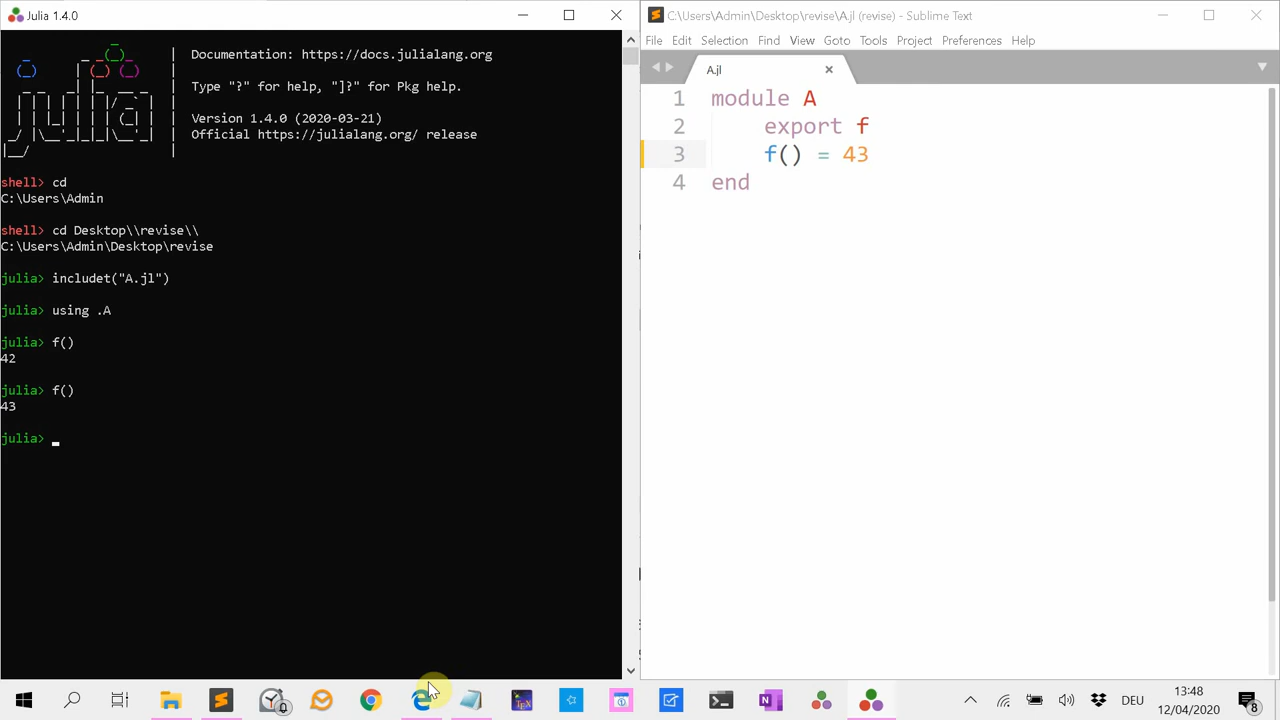 Julia 1.4.0
Documentation: https://docs.julialang.org
Type "?" for help, "]?" for Pkg help.
Version 1.4.0 (2020-03-21)
Official https://julialang.org/ release
shell> cd
C:\Users\Admin
shell> cd Desktop\\revise\\
C:\Users\Admin\Desktop\revise
julia> includet("A.jl")
julia> using .A
julia> f()
42
julia> f()
43
julia>
C:\Users\Admin\Desktop\revise\A.jl (revise) - Sublime Text
File Edit Selection Find View Goto Tools Project Preferences Help
A.jl
1 module A
2 export f
3 f() = 43
4 end
0
TEX
DEU
13:48
12/04/2020
8